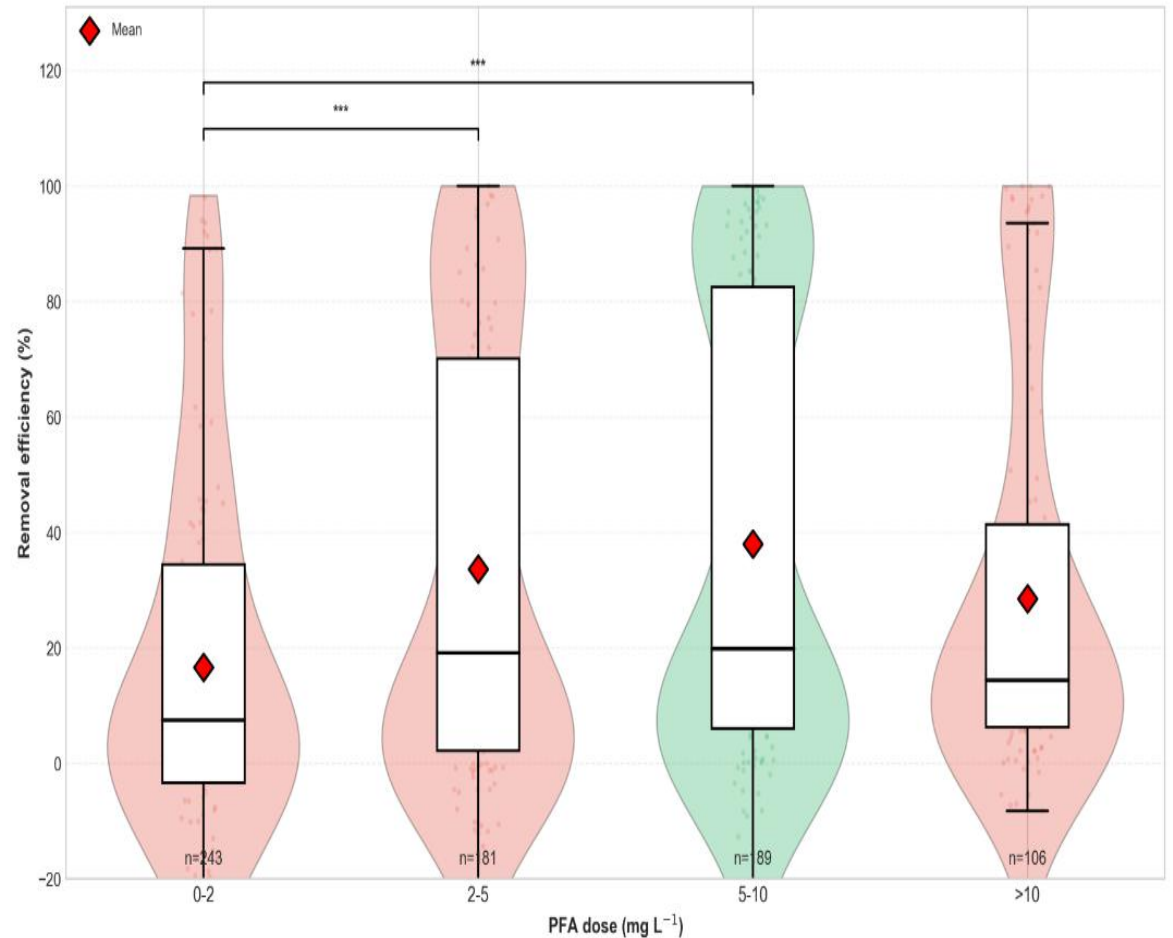 Mean
***
***
120
100
80
60
40
20
0
−20
Removal efficiency (%)
n=243
n=181
n=189
n=106
0-2
2-5
5-10
>10
PFA dose (mg L⁻¹)